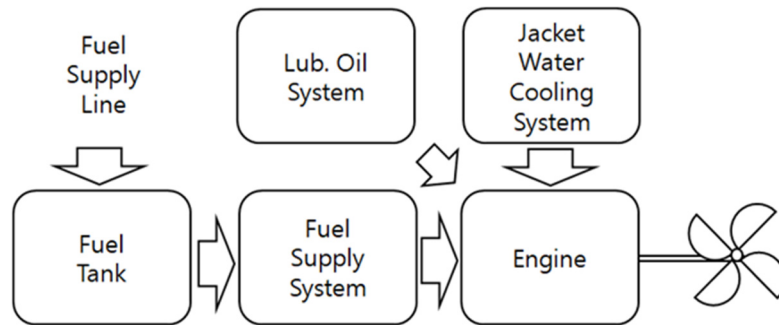 Fuel
Supply
Line
Lub. Oil
System
Jacket
Water
Cooling
System
Fuel
Tank
Fuel
Supply
System
Engine